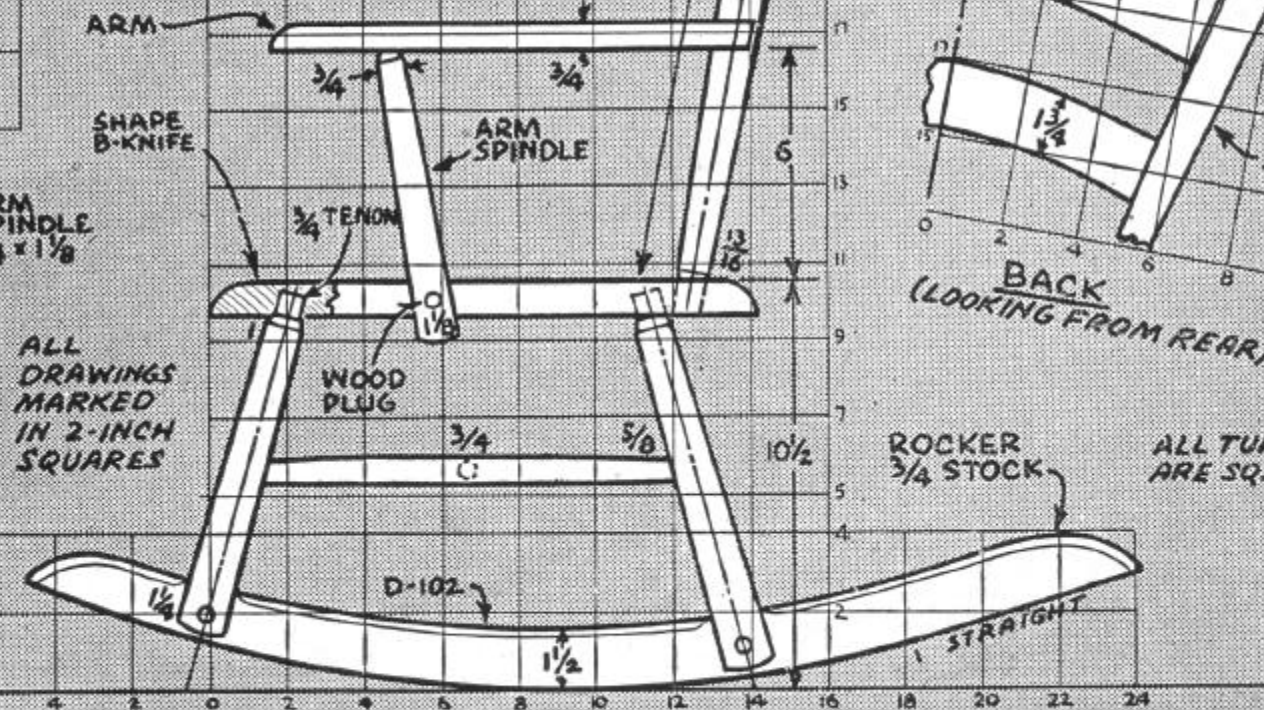 ARM
3/4
3/4"
SHAPE
B-KNIFE
ARM
SPINDLE
3/4 TENON
RM
PINDLE
× 1 1/8
17
15
13
11
9
7
5
4
2
6
13/16
1 1/8
1
WOOD
PLUG
ALL
DRAWINGS
MARKED
IN 2-INCH
SQUARES
3/4
5/8
10 1/2
ROCKER
3/4 STOCK
ALL TU
ARE SQ
1 1/4
D-102
1 1/2
STRAIGHT
4 2 0 2 4 6 8 10 12 14 16 18 20 22 24
17
15
1 3/4
0 2 4 6 8
BACK
(LOOKING FROM REAR